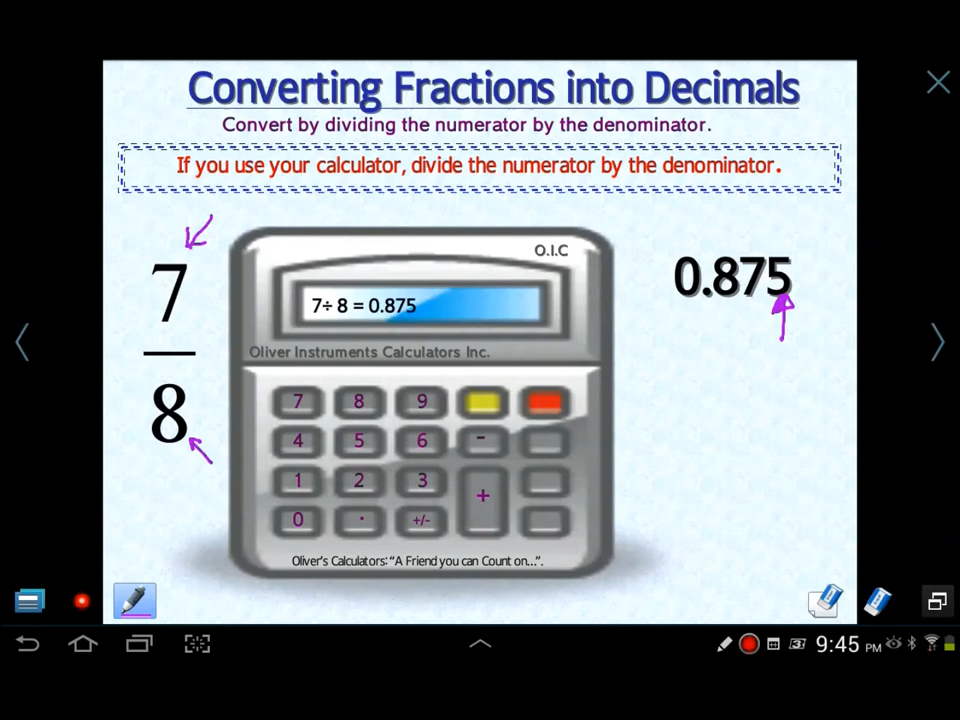 Converting Fractions into Decimals
Convert by dividing the numerator by the denominator.
If you use your calculator, divide the numerator by the denominator.
7
8
O.I.C
7÷ 8 = 0.875
Oliver Instruments Calculators Inc.
7 8 9
4 5 6 -
1 2 3 +
0 . +/-
Oliver's Calculators: “A Friend you can Count on...”.
0.875
9:45 PM